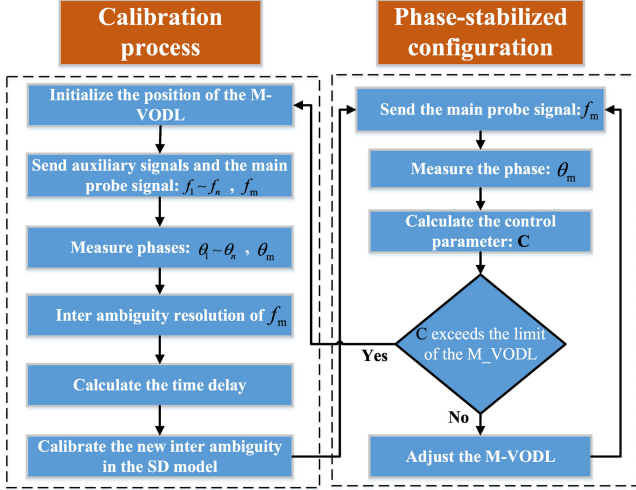 Calibration
process
Initialize the position of the M-
VODL
Send auxiliary signals and the main
probe signal: f₁ ~ fₙ , fₘ
Measure phases: θ₁ ~ θₙ , θₘ
Inter ambiguity resolution of fₘ
Calculate the time delay
Calibrate the new inter ambiguity
in the SD model
Phase-stabilized
configuration
Send the main probe signal: fₘ
Measure the phase: θₘ
Calculate the control
parameter: C
C exceeds the limit
of the M_VODL
Yes
No
Adjust the M-VODL